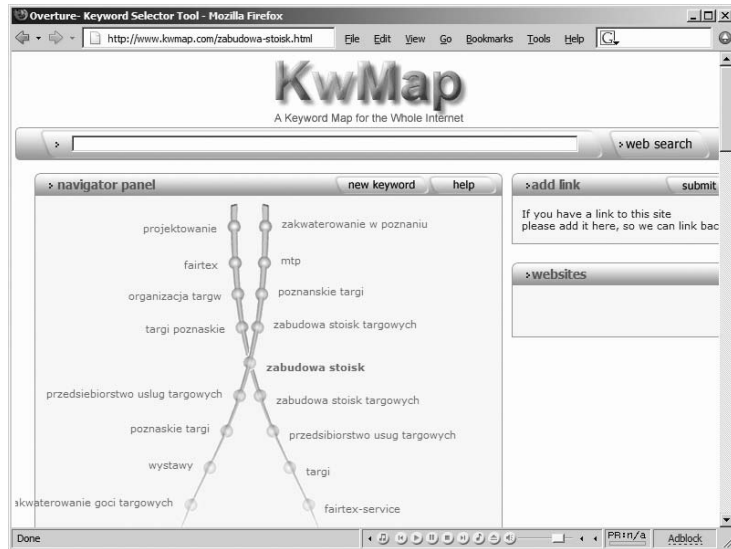 Overture- Keyword Selector Tool - Mozilla Firefox
http://www.kwmap.com/zabudowa-stoisk.html File Edit View Go Bookmarks Tools Help G
KwMap
A Keyword Map for the Whole Internet
web search
navigator panel new keyword help
projektowanie zakwaterowanie w poznaniu
fairtex mtp
organizacja targw poznanskie targi
targi poznaskie zabudowa stoisk targowych
zabudowa stoisk
przedsiebiorstwo uslug targowych zabudowa stoisk targowych
poznaskie targi przedsibiorstwo usug targowych
wystawy targi
akwaterowanie goci targowych fairtex-service
add link submit
If you have a link to this site
please add it here, so we can link bac
websites
Done PR:n/a Adblock